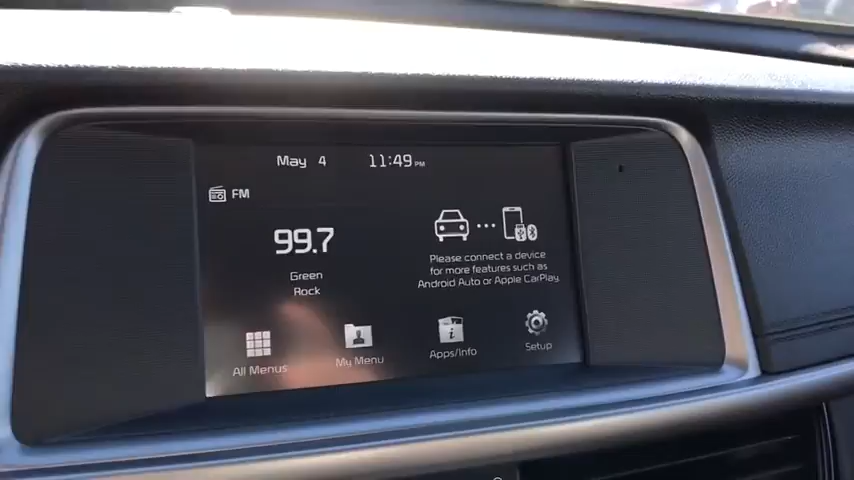 May 4 11:49 PM
FM
99.7
Green
Rock
Please connect a device
for more features such as
Android Auto or Apple CarPlay.
All Menus
My Menu
Apps/Info
Setup